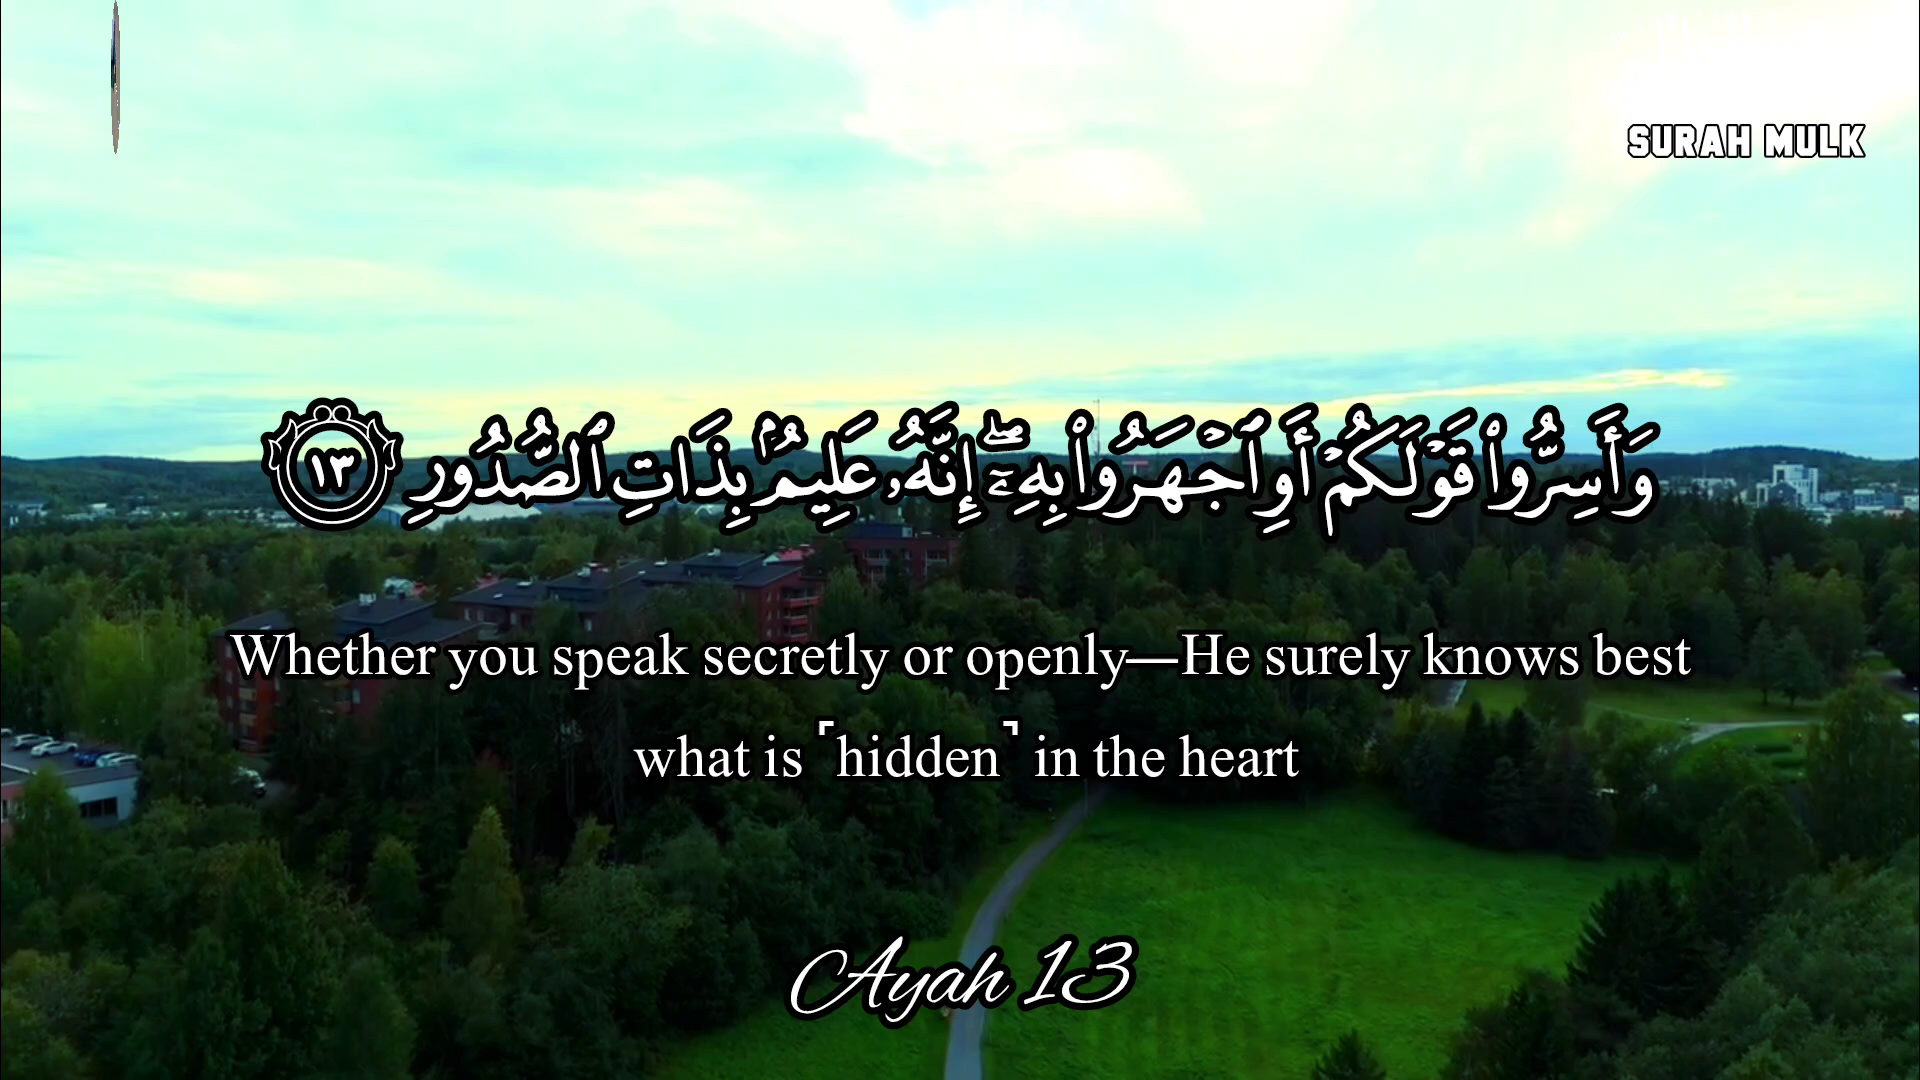 SURAH MULK
وَأَسِرُّوا۟ قَوْلَكُمْ أَوِ ٱجْهَرُوا۟ بِهِۦٓ ۖ إِنَّهُۥ عَلِيمٌۢ بِذَاتِ ٱلصُّدُورِ ١٣
Whether you speak secretly or openly—He surely knows best
what is ⸢hidden⸣ in the heart
Ayah 13